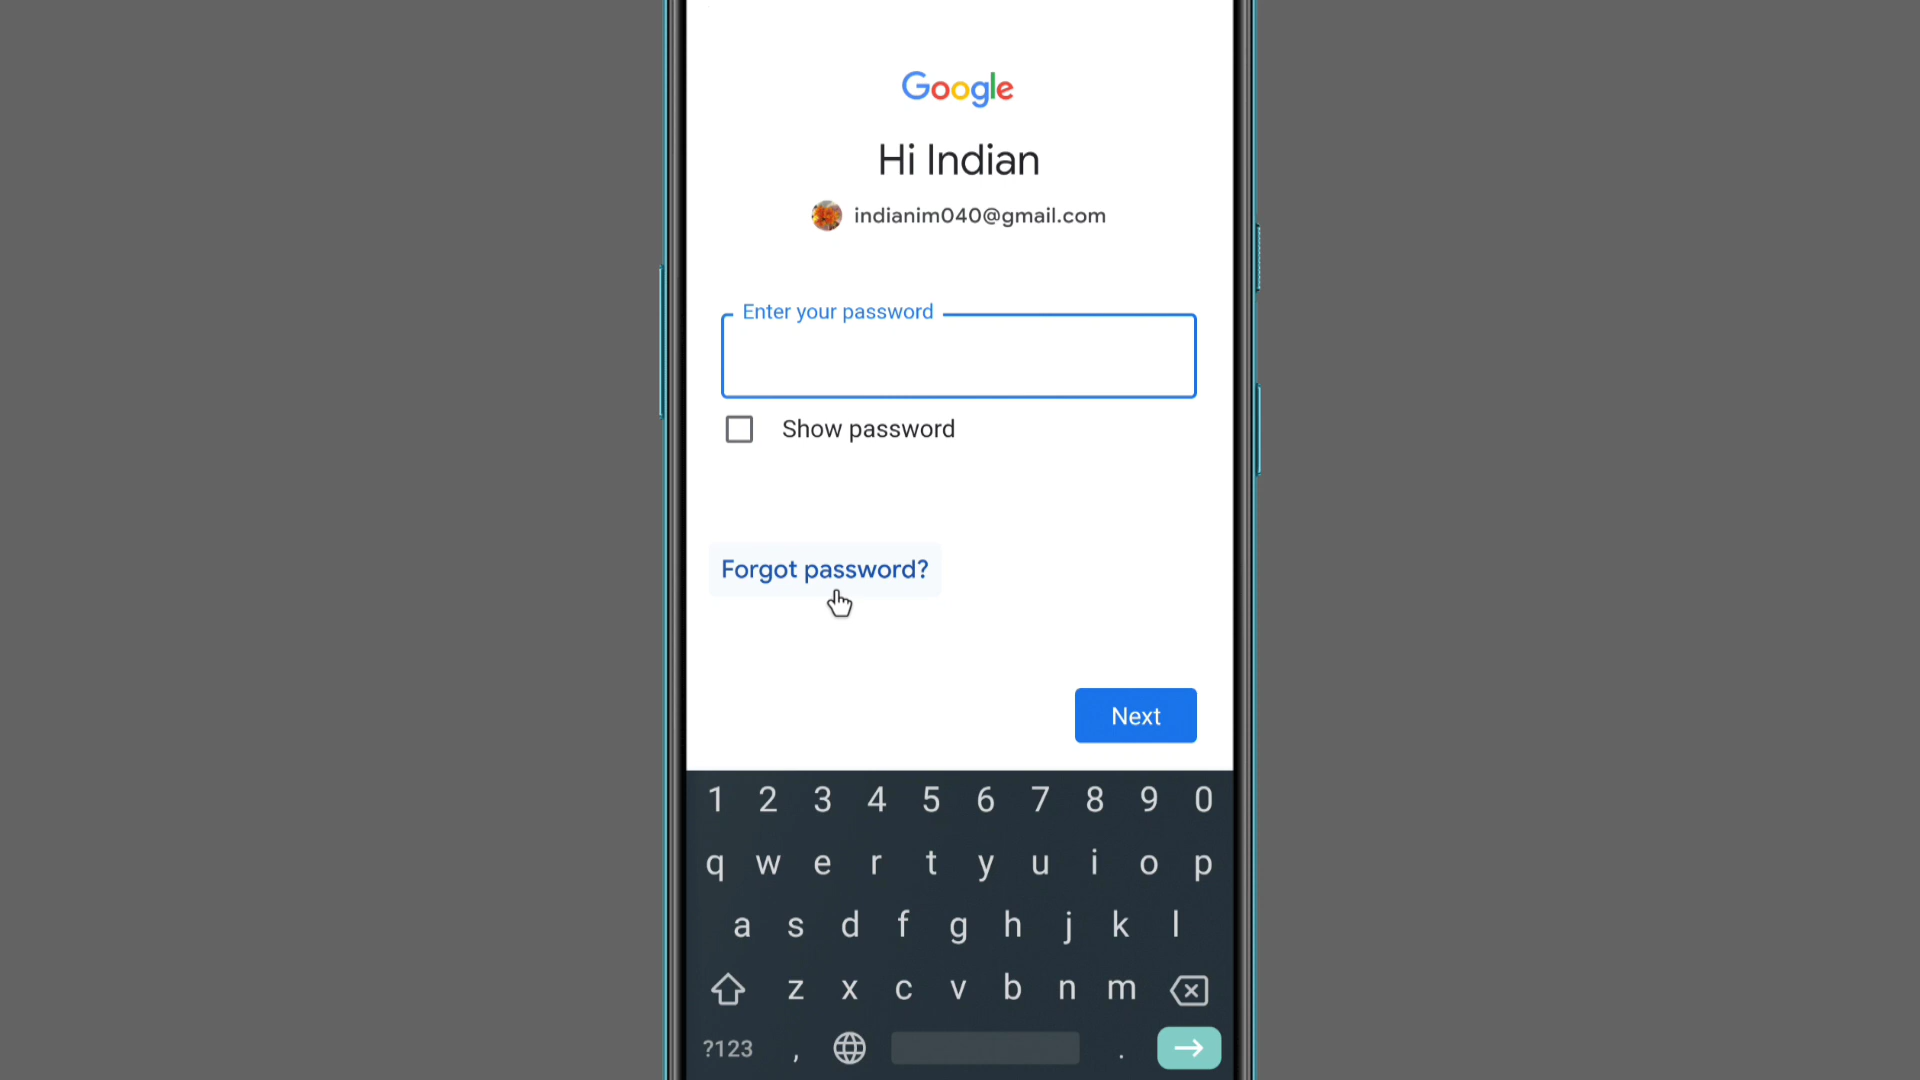 Google
Hi Indian
indianim040@gmail.com
Enter your password
Show password
Forgot password?
Next
1 2 3 4 5 6 7 8 9 0
q w e r t y u i o p
a s d f g h j k l
z x c v b n m
?123 , .